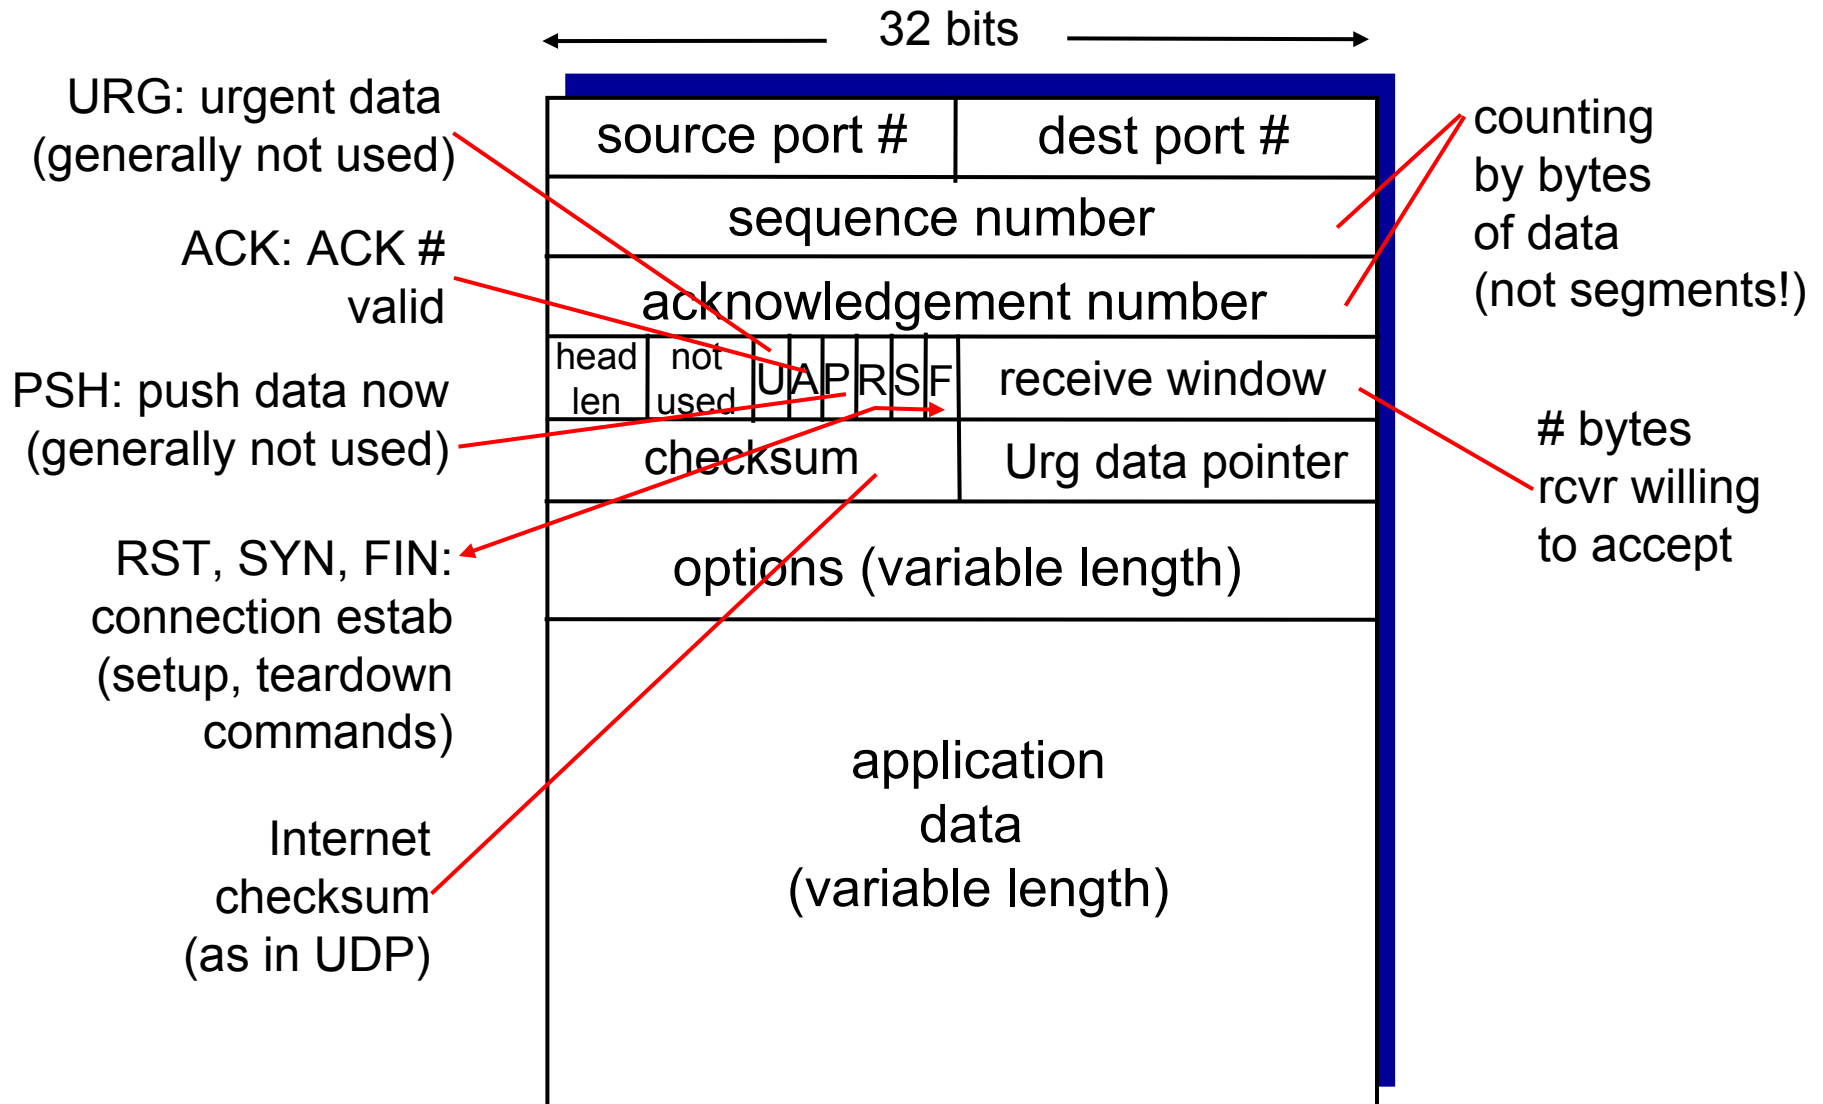 32 bits
URG: urgent data
(generally not used)
ACK: ACK #
valid
PSH: push data now
(generally not used)
RST, SYN, FIN:
connection estab
(setup, teardown
commands)
Internet
checksum
(as in UDP)
source port # dest port #
sequence number
acknowledgement number
head
len
not
used
U A P R S F
receive window
checksum Urg data pointer
options (variable length)
application
data
(variable length)
counting
by bytes
of data
(not segments!)
# bytes
rcvr willing
to accept